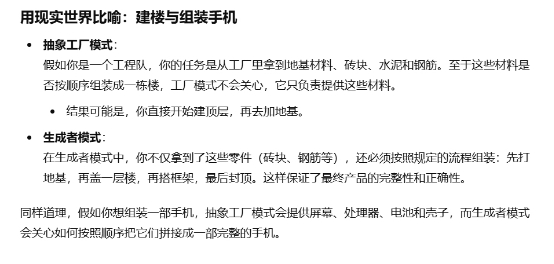 用现实世界比喻：建楼与组装手机
• 抽象工厂模式：
假如你是一个工程队，你的任务是从工厂里拿到地基材料、砖块、水泥和钢筋。至于这些材料是
否按顺序组装成一栋楼，工厂模式不会关心，它只负责提供这些材料。
• 结果可能是，你直接开始建顶层，再去加地基。
• 生成者模式：
在生成者模式中，你不仅拿到了这些零件（砖块、钢筋等），还必须按照规定的流程组装：先打
地基，再盖一层楼，再搭框架，最后封顶。这样保证了最终产品的完整性和正确性。
同样道理，假如你想组装一部手机，抽象工厂模式会提供屏幕、处理器、电池和壳子，而生成者模式
会关心如何按照顺序把它们拼接成一部完整的手机。